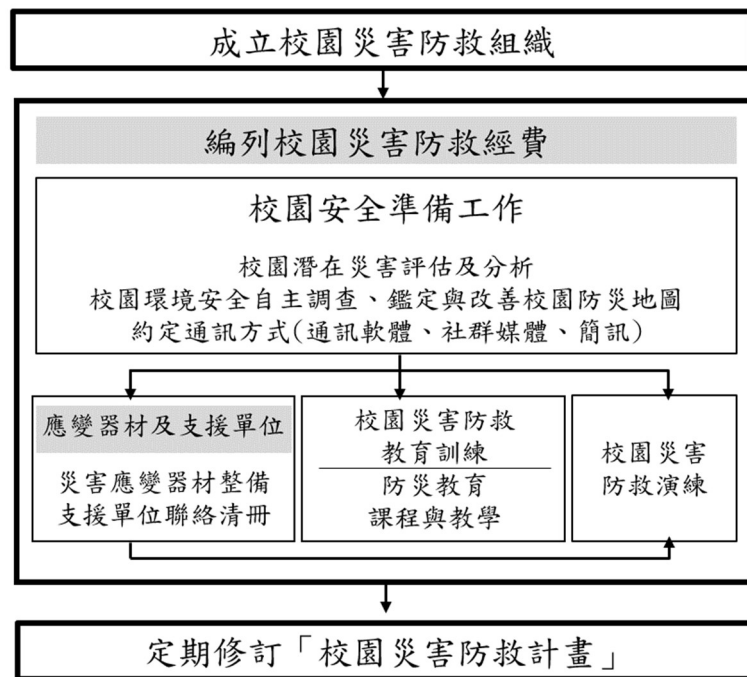 成立校園災害防救組織
編列校園災害防救經費
校園安全準備工作
校園潛在災害評估及分析
校園環境安全自主調查、鑑定與改善校園防災地圖
約定通訊方式(通訊軟體、社群媒體、簡訊)
應變器材及支援單位
災害應變器材整備
支援單位聯絡清冊
校園災害防救
教育訓練
防災教育
課程與教學
校園災害
防救演練
定期修訂「校園災害防救計畫」